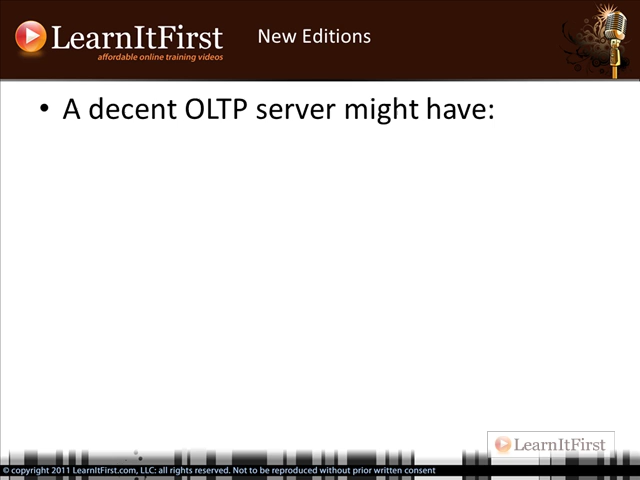 LearnItFirst
affordable online training videos
New Editions
• A decent OLTP server might have:
LearnItFirst
© copyright 2011 LearnItFirst.com, LLC: all rights reserved. Not to be reproduced without prior written consent